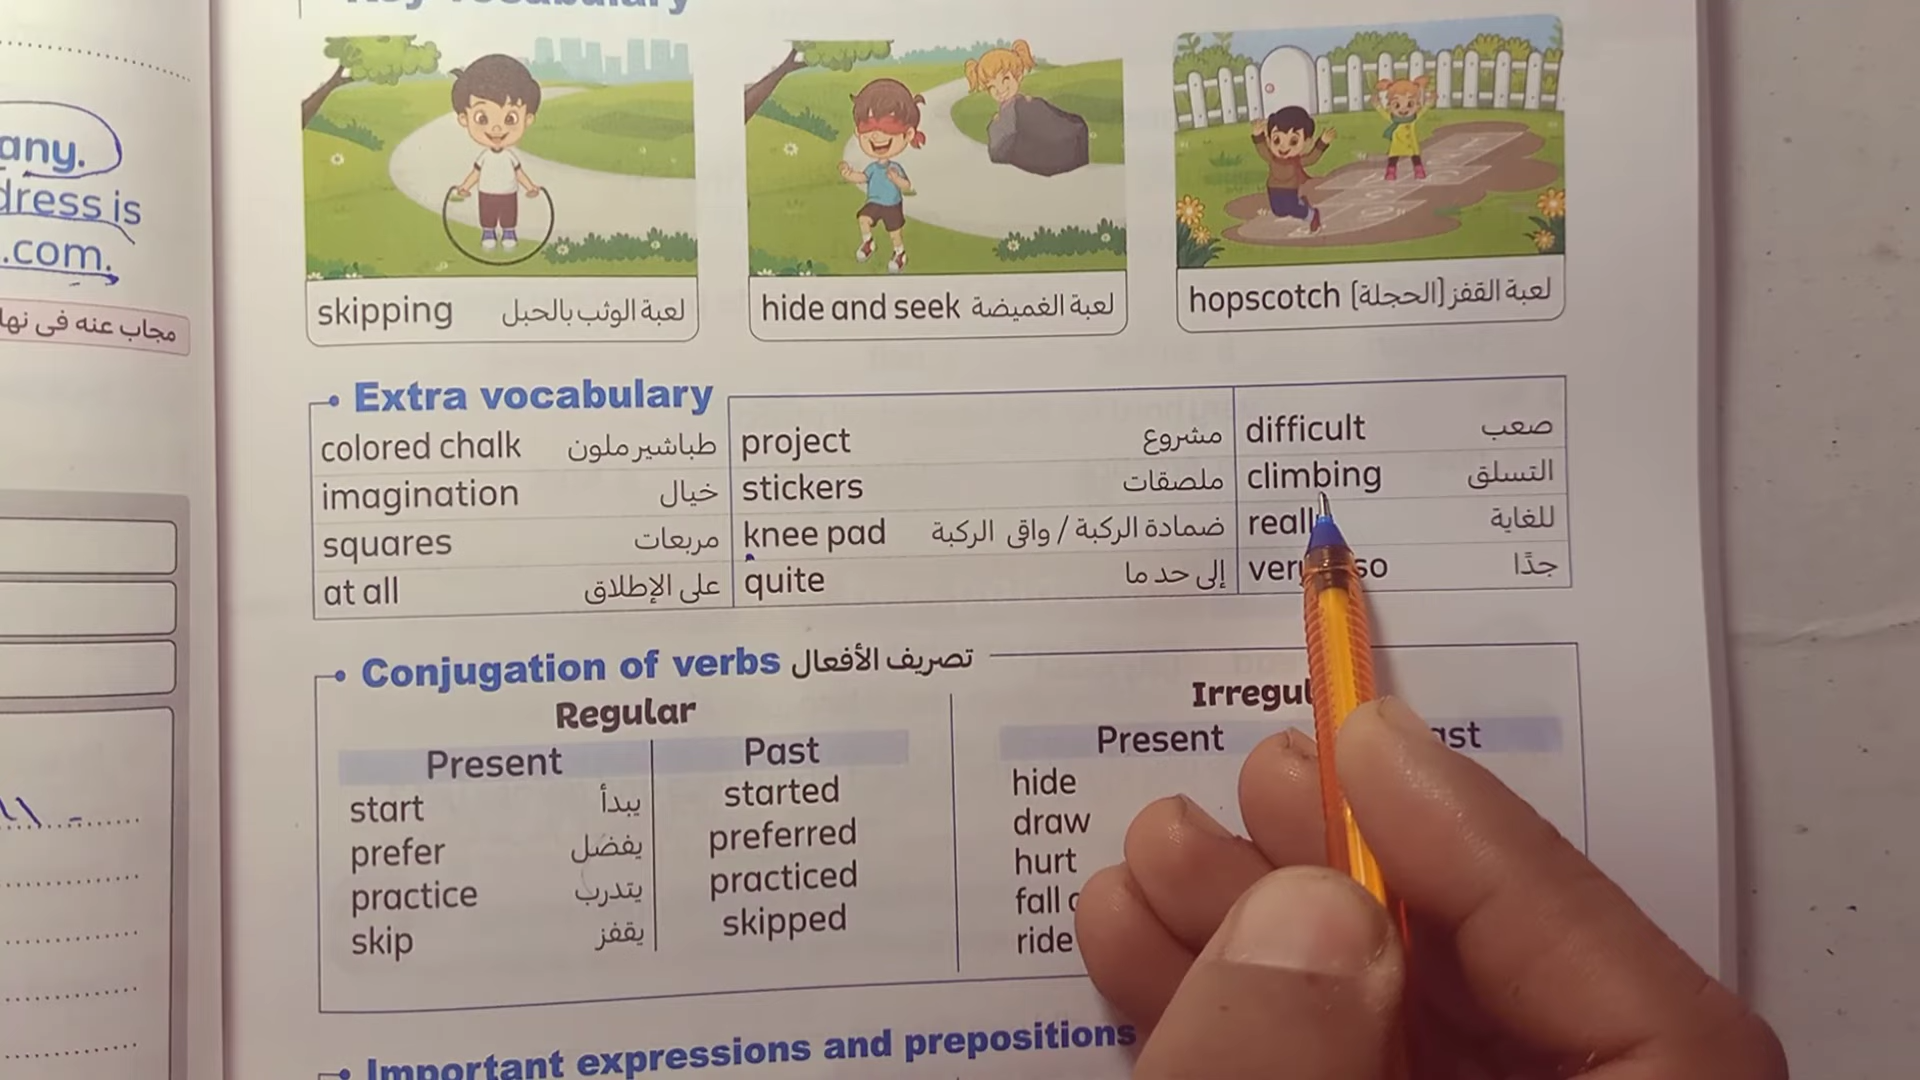 any.
dress is
.com.
مجاب عنه فى
skipping لعبة الوثب بالحبل
hide and seek لعبة الغميضة
hopscotch لعبة القفز (الحجلة)
• Extra vocabulary
colored chalk طباشير ملون project مشروع difficult صعب
imagination خيال stickers ملصقات climbing التسلق
squares مربعات knee pad ضمادة الركبة / واقى الركبة للغاية
at all على الإطلاق quite إلى حد ما so جدًا
• Conjugation of verbs تصريف الأفعال
Regular
Present Past Present
start يبدأ started hide
prefer يفضل preferred draw
practice يتدرب practiced hurt
skip يقفز skipped fall
ride
• Important expressions and prepositions